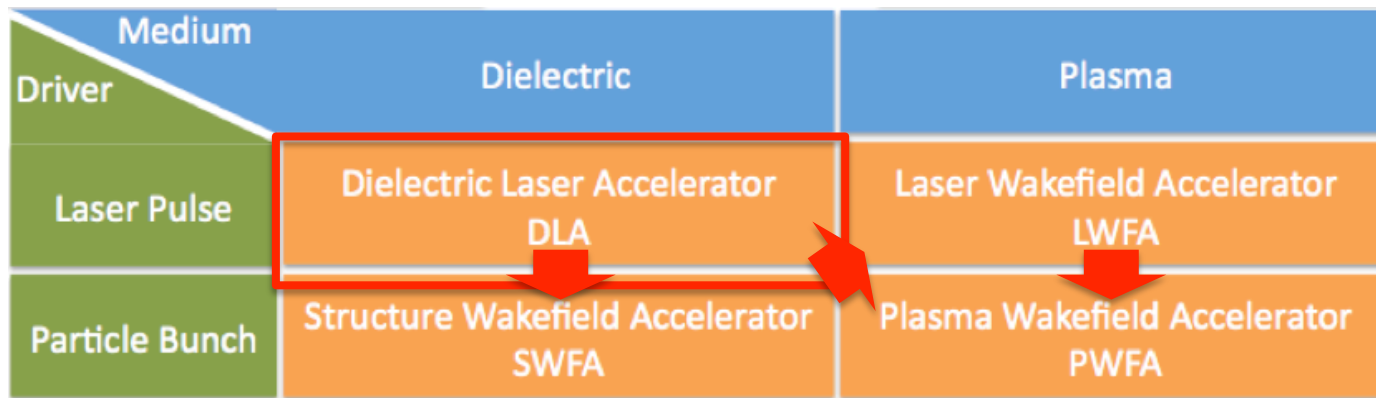 Medium
Driver
Dielectric
Plasma
Laser Pulse
Dielectric Laser Accelerator
DLA
Laser Wakefield Accelerator
LWFA
Particle Bunch
Structure Wakefield Accelerator
SWFA
Plasma Wakefield Accelerator
PWFA